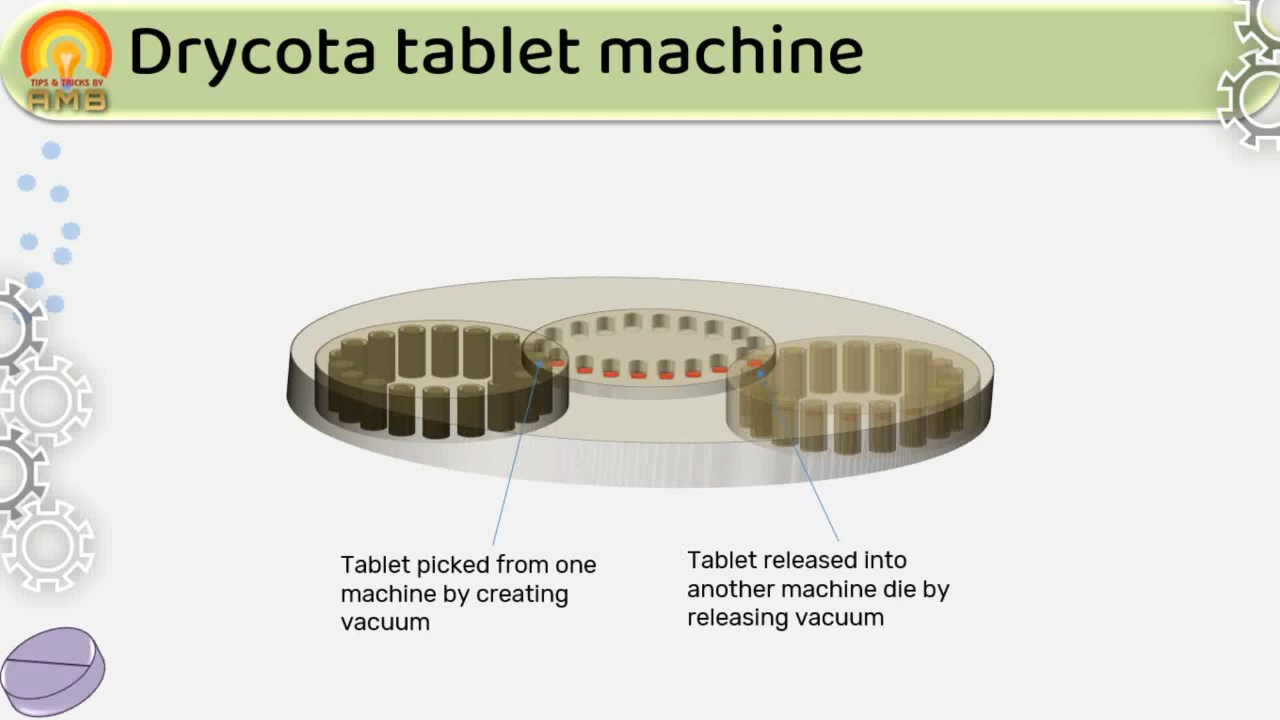 Drycota tablet machine
TIPS & TRICKS BY
AMB
Tablet picked from one
machine by creating
vacuum
Tablet released into
another machine die by
releasing vacuum